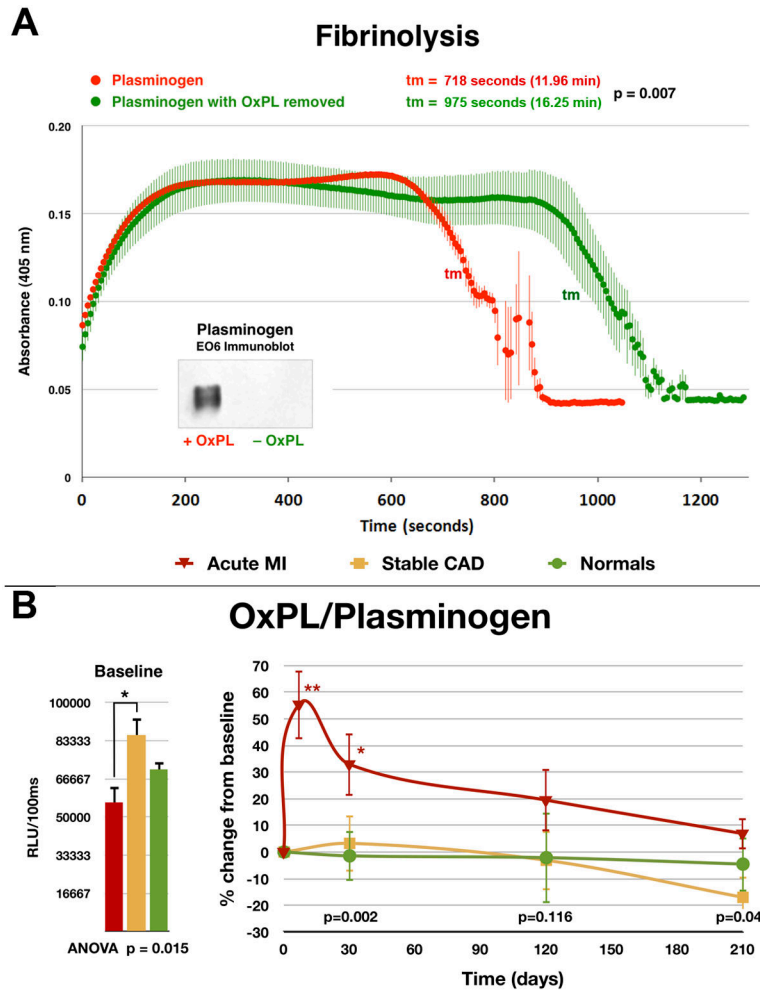 A
Fibrinolysis
Plasminogen tm = 718 seconds (11.96 min)
Plasminogen with OxPL removed tm = 975 seconds (16.25 min)
p = 0.007
0.20
0.15
0.10
0.05
0
Absorbance (405 nm)
tm
tm
Plasminogen
EO6 Immunoblot
+ OxPL – OxPL
0 200 400 600 800 1000 1200
Time (seconds)
Acute MI Stable CAD Normals
B
OxPL/Plasminogen
Baseline
100000
83333
66667
50000
33333
16667
RLU/100ms
*
ANOVA p = 0.015
70
60
50
40
30
20
10
0
-10
-20
-30
% change from baseline
**
*
p=0.002 p=0.116 p=0.04
0 30 60 90 120 150 180 210
Time (days)